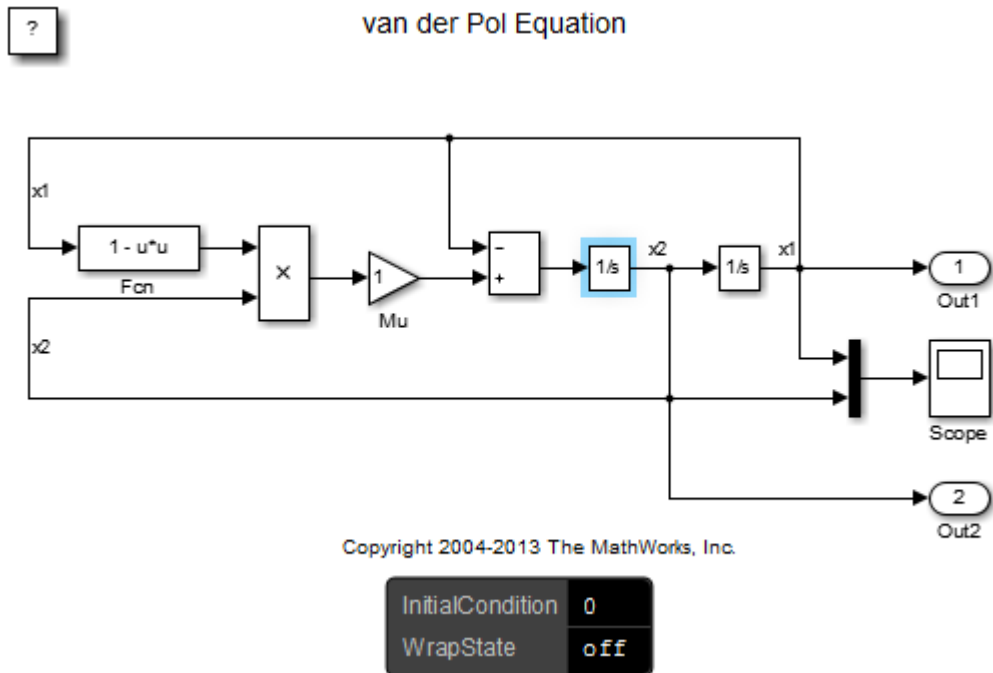 ?
van der Pol Equation
x1
1 - u*u
Fcn
×
1
Mu
−
+
1/s
x2
1/s
x1
1
Out1
x2
Scope
2
Out2
Copyright 2004-2013 The MathWorks, Inc.
InitialCondition 0
WrapState off